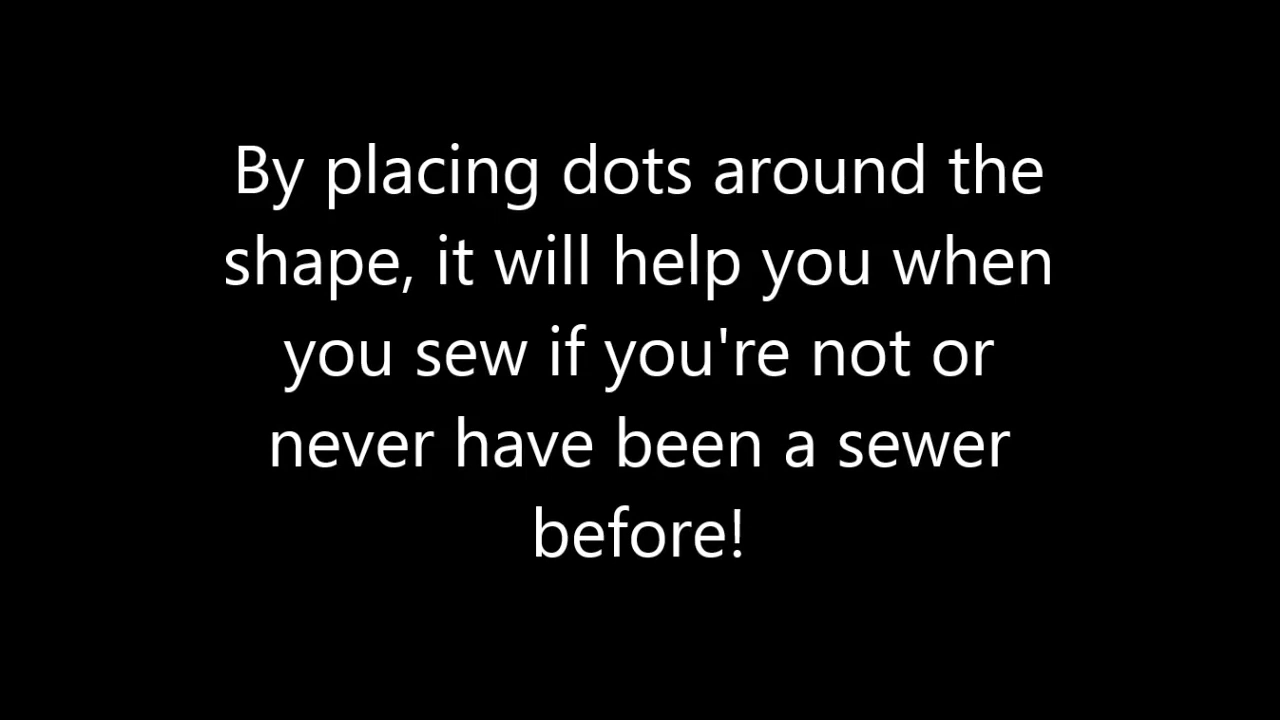 By placing dots around the
shape, it will help you when
you sew if you're not or
never have been a sewer
before!